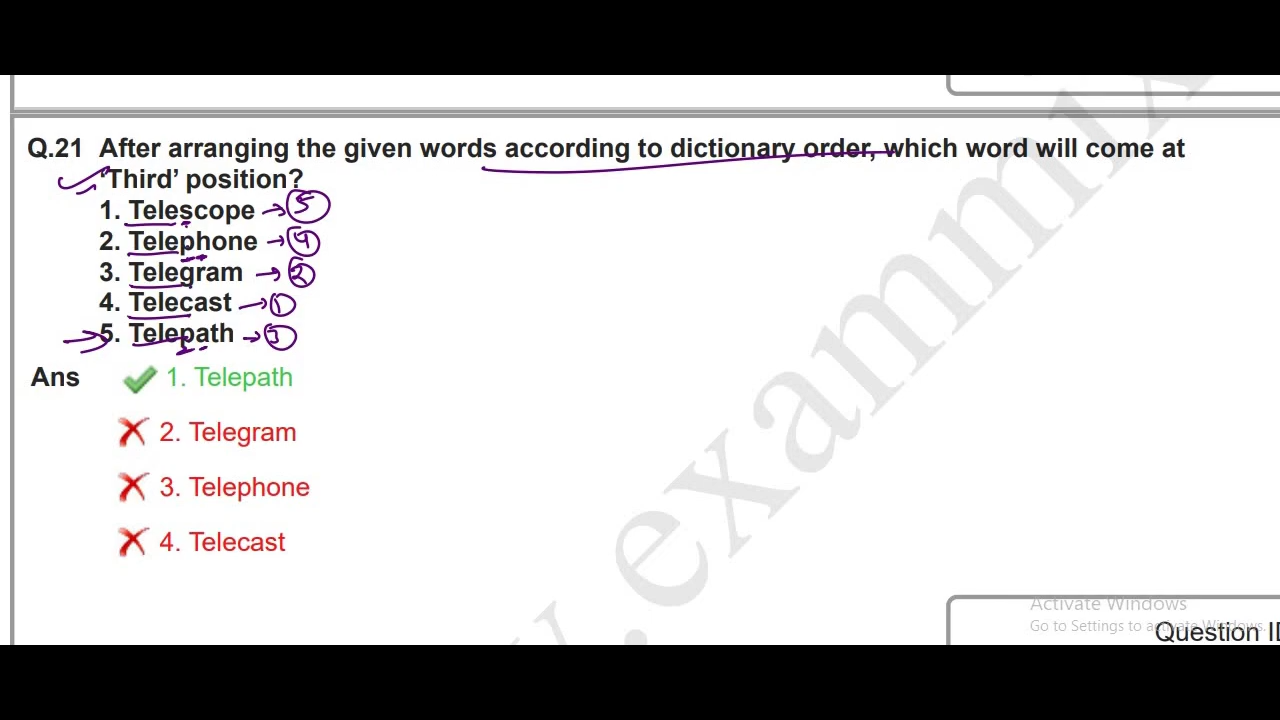 Q.21 After arranging the given words according to dictionary order, which word will come at
'Third' position?
1. Telescope → 5
2. Telephone → 4
3. Telegram → 2
4. Telecast → 1
5. Telepath → 3
Ans 1. Telepath
2. Telegram
3. Telephone
4. Telecast
.examm
Activate Windows
Go to Settings to activate Windows.
Question ID